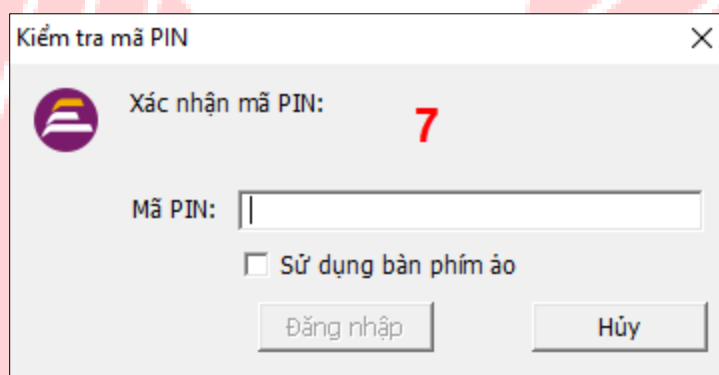 Kiểm tra mã PIN
Xác nhận mã PIN:
7
Mã PIN:
Sử dụng bàn phím ảo
Đăng nhập
Hủy